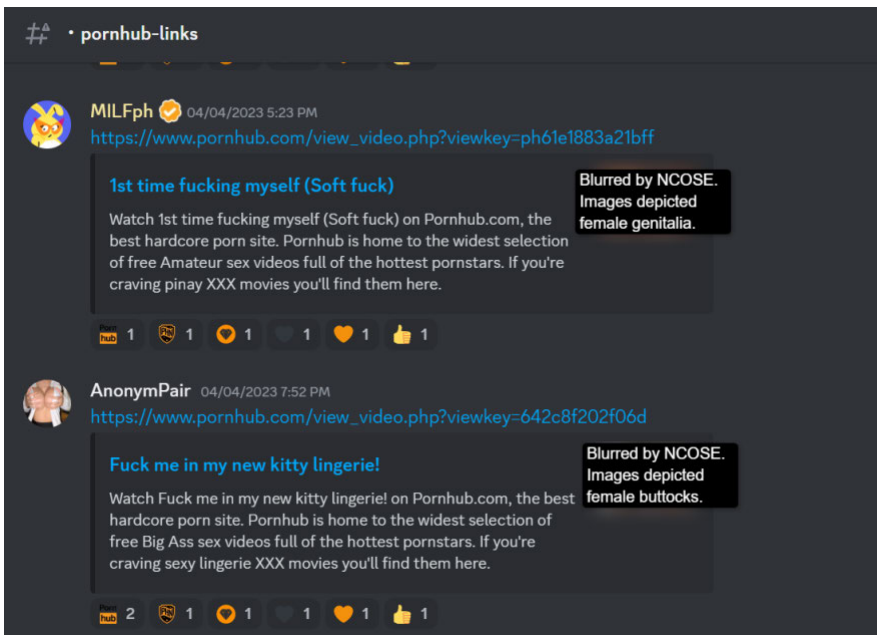 • pornhub-links
MILFph 04/04/2023 5:23 PM
https://www.pornhub.com/view_video.php?viewkey=ph61e1883a21bff
1st time fucking myself (Soft fuck)
Watch 1st time fucking myself (Soft fuck) on Pornhub.com, the
best hardcore porn site. Pornhub is home to the widest selection
of free Amateur sex videos full of the hottest pornstars. If you're
craving pinay XXX movies you'll find them here.
Blurred by NCOSE.
Images depicted
female genitalia.
Porn hub 1 1 1 1 1 1
AnonymPair 04/04/2023 7:52 PM
https://www.pornhub.com/view_video.php?viewkey=642c8f202f06d
Fuck me in my new kitty lingerie!
Watch Fuck me in my new kitty lingerie! on Pornhub.com, the best
hardcore porn site. Pornhub is home to the widest selection of
free Big Ass sex videos full of the hottest pornstars. If you're
craving sexy lingerie XXX movies you'll find them here.
Blurred by NCOSE.
Images depicted
female buttocks.
Porn hub 2 1 1 1 1 1